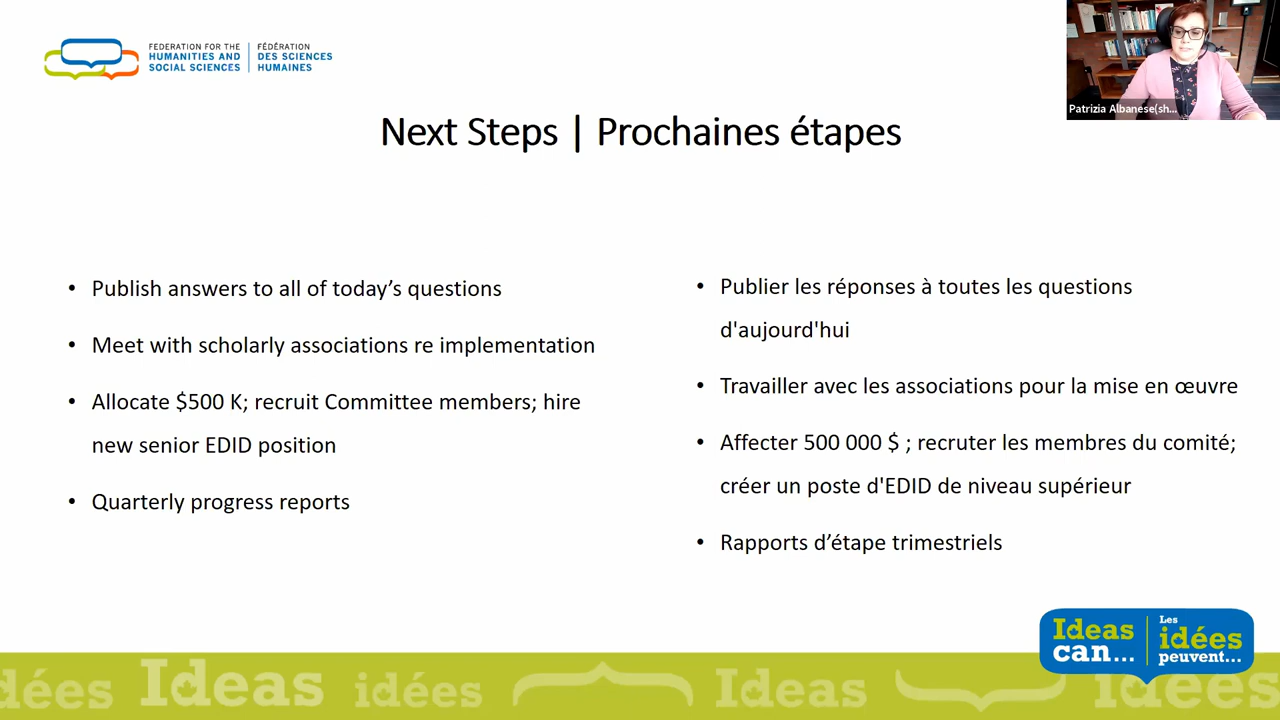 FEDERATION FOR THE
HUMANITIES AND
SOCIAL SCIENCES
FÉDÉRATION
DES SCIENCES
HUMAINES
Patrizia Albanese(sh...
Next Steps | Prochaines étapes
• Publish answers to all of today’s questions
• Meet with scholarly associations re implementation
• Allocate $500 K; recruit Committee members; hire
new senior EDID position
• Quarterly progress reports
• Publier les réponses à toutes les questions
d'aujourd'hui
• Travailler avec les associations pour la mise en œuvre
• Affecter 500 000 $ ; recruter les membres du comité;
créer un poste d'EDID de niveau supérieur
• Rapports d’étape trimestriels
Ideas
can...
Les
idées
peuvent...
dées Ideas idées Ideas idées